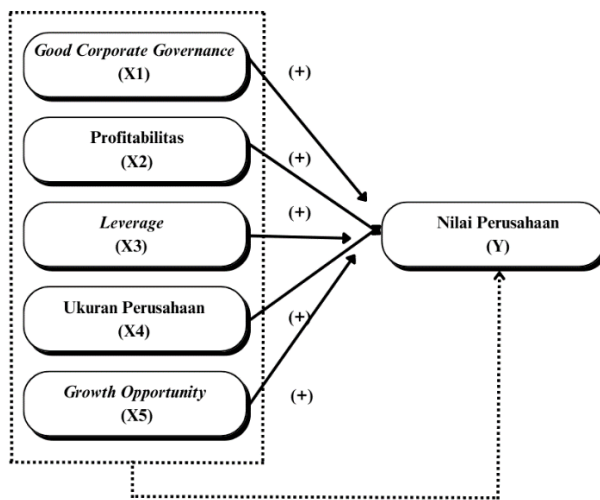 Good Corporate Governance
(X1)
(+)
Profitabilitas
(X2)
(+)
Leverage
(X3)
(+)
Nilai Perusahaan
(Y)
Ukuran Perusahaan
(X4)
(+)
Growth Opportunity
(X5)
(+)